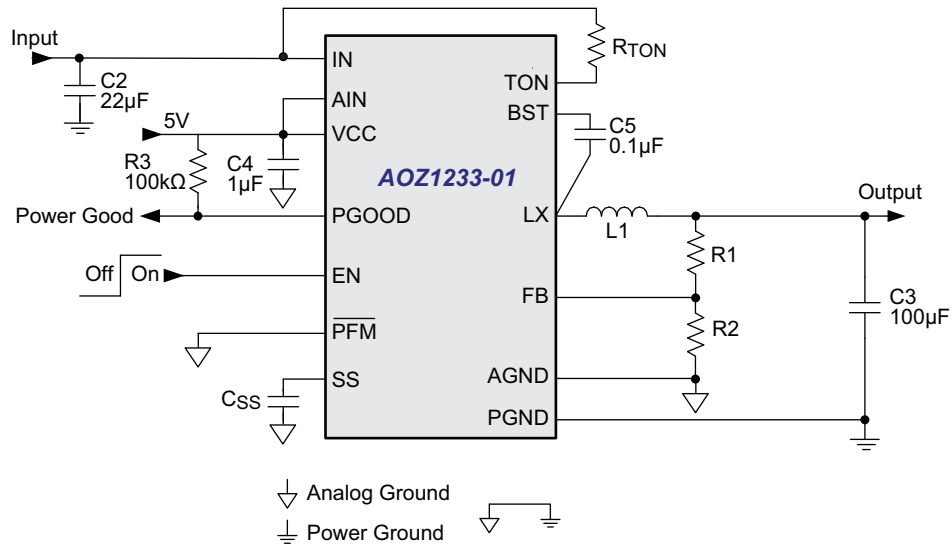 Input
C2
22µF
5V
R3
100kΩ
C4
1µF
Power Good
Off
On
CSS
IN
AIN
VCC
PGOOD
EN
PFM
SS
AOZ1233-01
TON
BST
LX
FB
AGND
PGND
RTON
C5
0.1µF
L1
Output
R1
R2
C3
100µF
Analog Ground
Power Ground